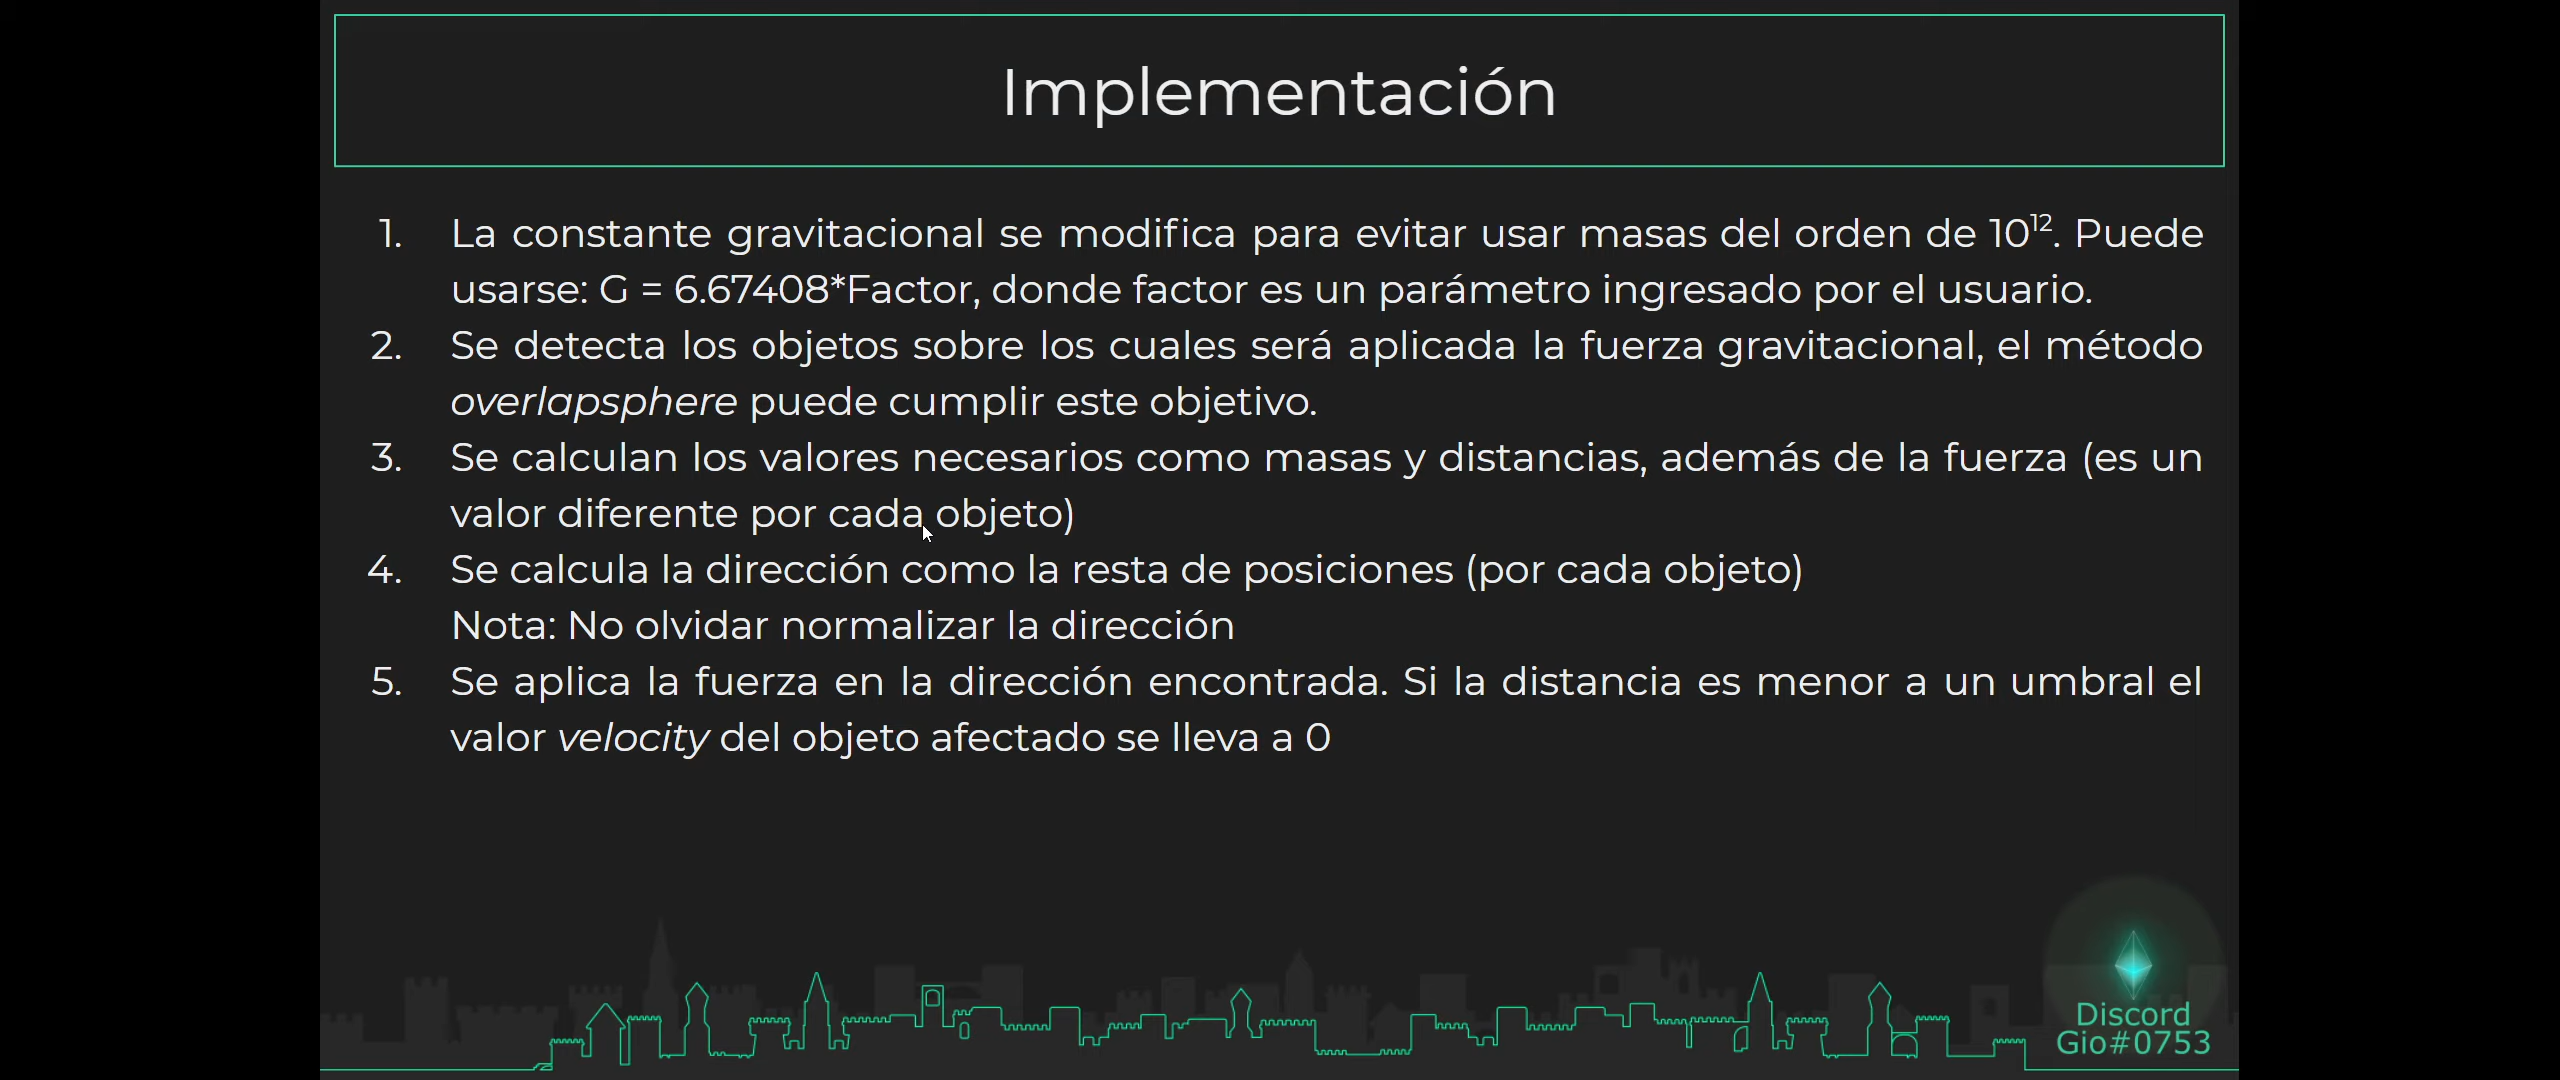 Implementación
1. La constante gravitacional se modifica para evitar usar masas del orden de 10¹². Puede
usarse: G = 6.67408*Factor, donde factor es un parámetro ingresado por el usuario.
2. Se detecta los objetos sobre los cuales será aplicada la fuerza gravitacional, el método
overlapsphere puede cumplir este objetivo.
3. Se calculan los valores necesarios como masas y distancias, además de la fuerza (es un
valor diferente por cada objeto)
4. Se calcula la dirección como la resta de posiciones (por cada objeto)
Nota: No olvidar normalizar la dirección
5. Se aplica la fuerza en la dirección encontrada. Si la distancia es menor a un umbral el
valor velocity del objeto afectado se lleva a 0
Discord
Gio#0753